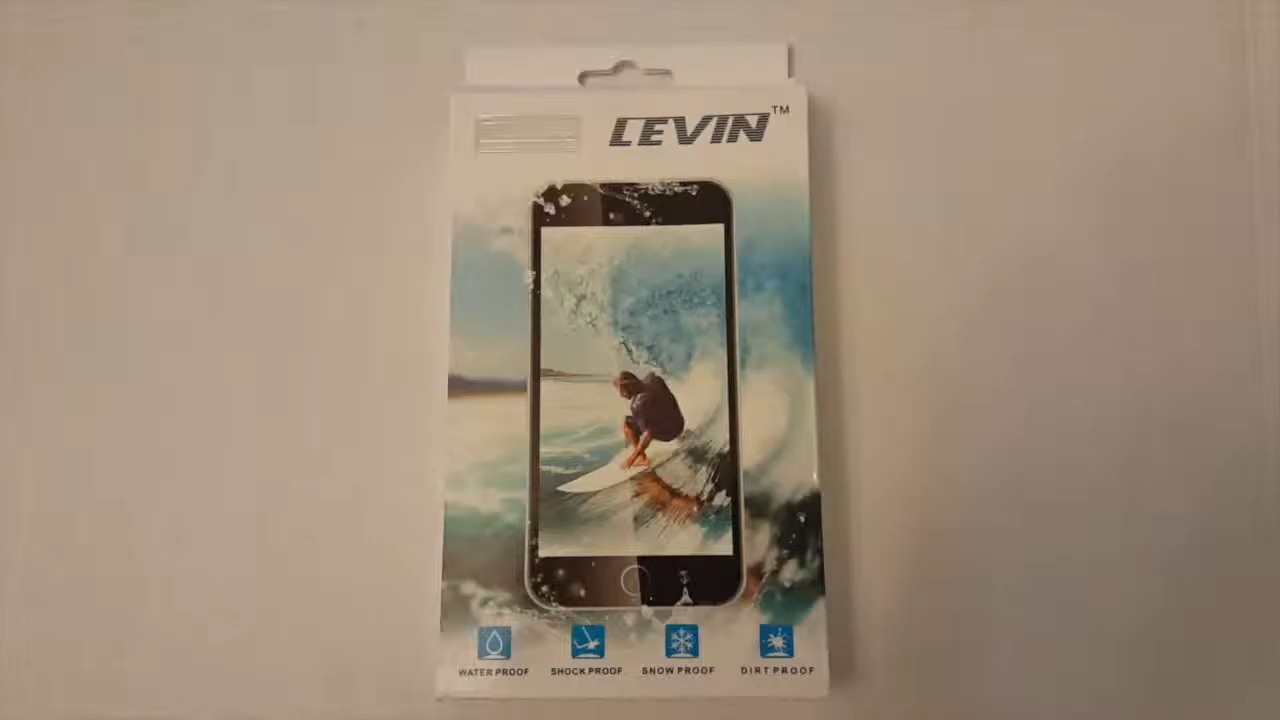 LEVIN™
WATER PROOF
SHOCK PROOF
SNOW PROOF
DIRT PROOF